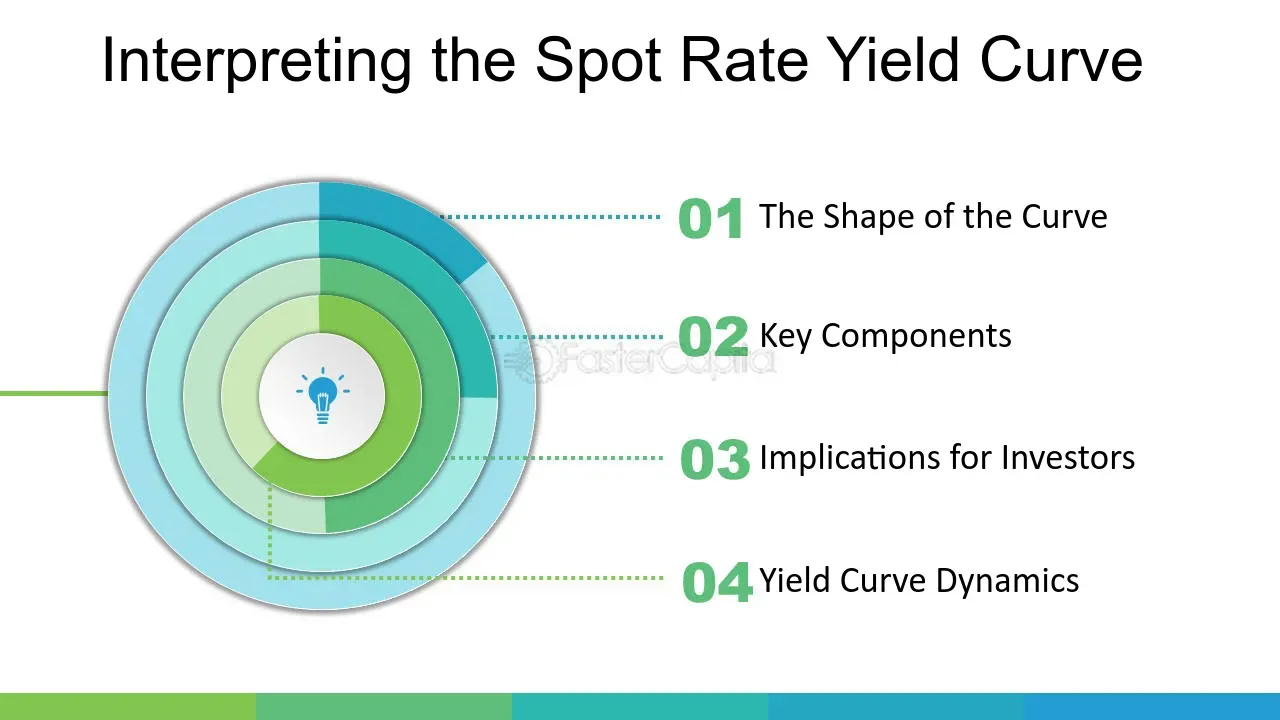 Interpreting the Spot Rate Yield Curve
01 The Shape of the Curve
02 Key Components
FasterCapital
03 Implications for Investors
04 Yield Curve Dynamics